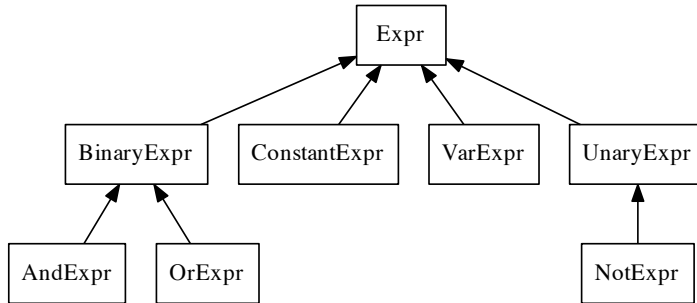 Expr
BinaryExpr
ConstantExpr
VarExpr
UnaryExpr
AndExpr
OrExpr
NotExpr